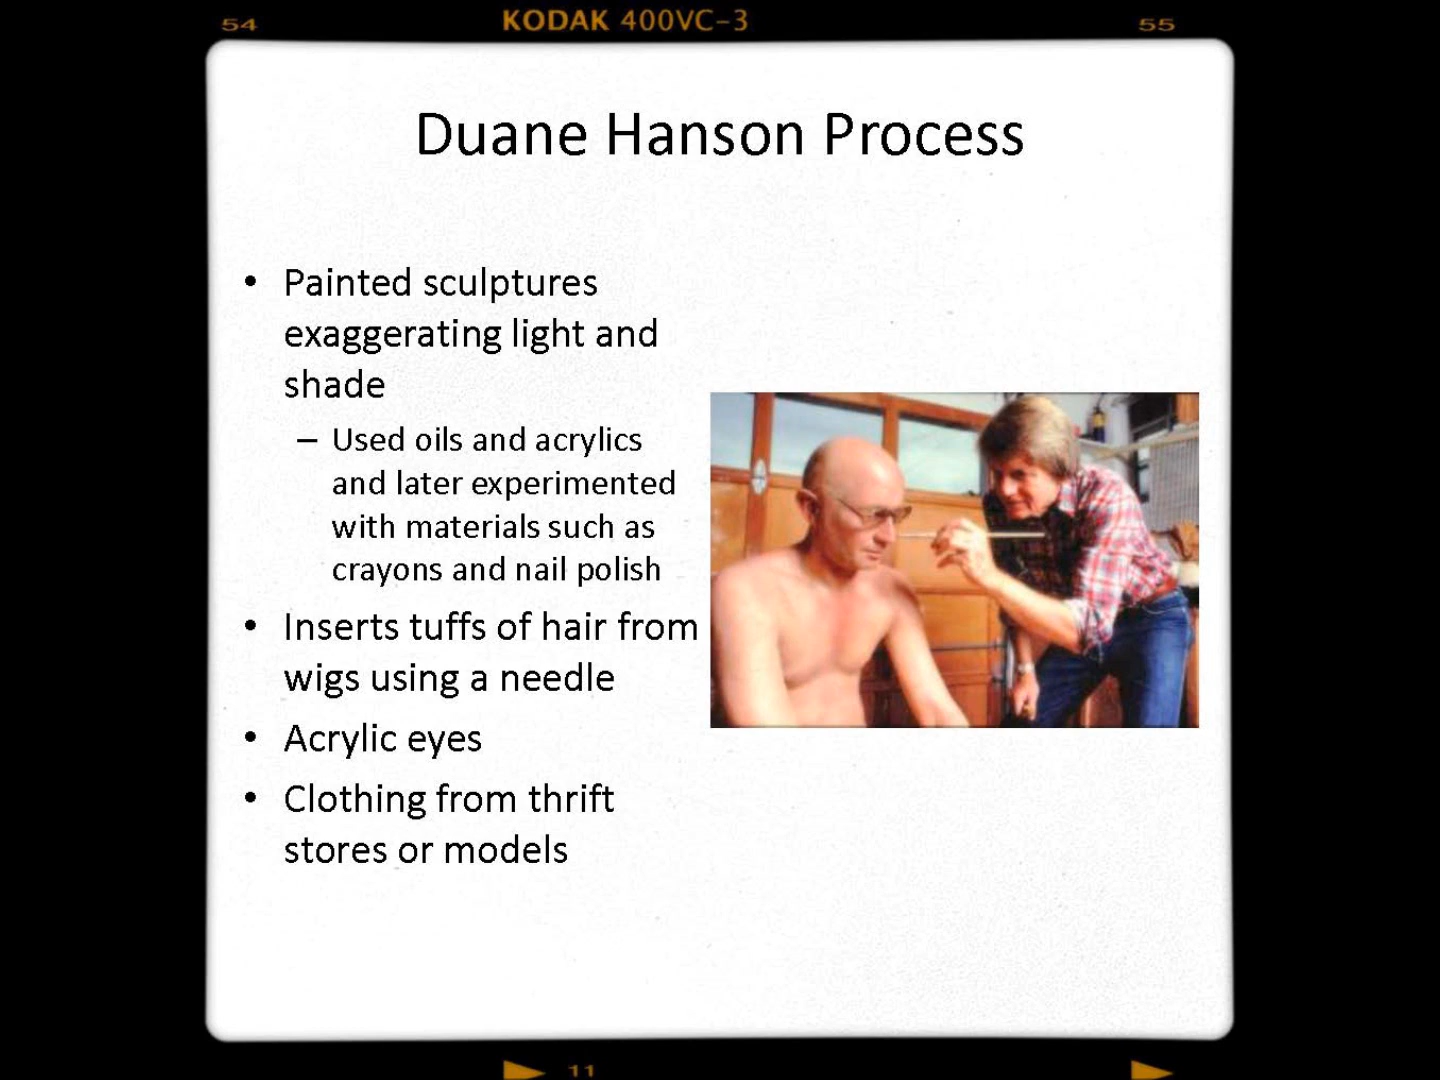 54 KODAK 400VC-3 55
Duane Hanson Process
• Painted sculptures
exaggerating light and
shade
– Used oils and acrylics
and later experimented
with materials such as
crayons and nail polish
• Inserts tuffs of hair from
wigs using a needle
• Acrylic eyes
• Clothing from thrift
stores or models
11